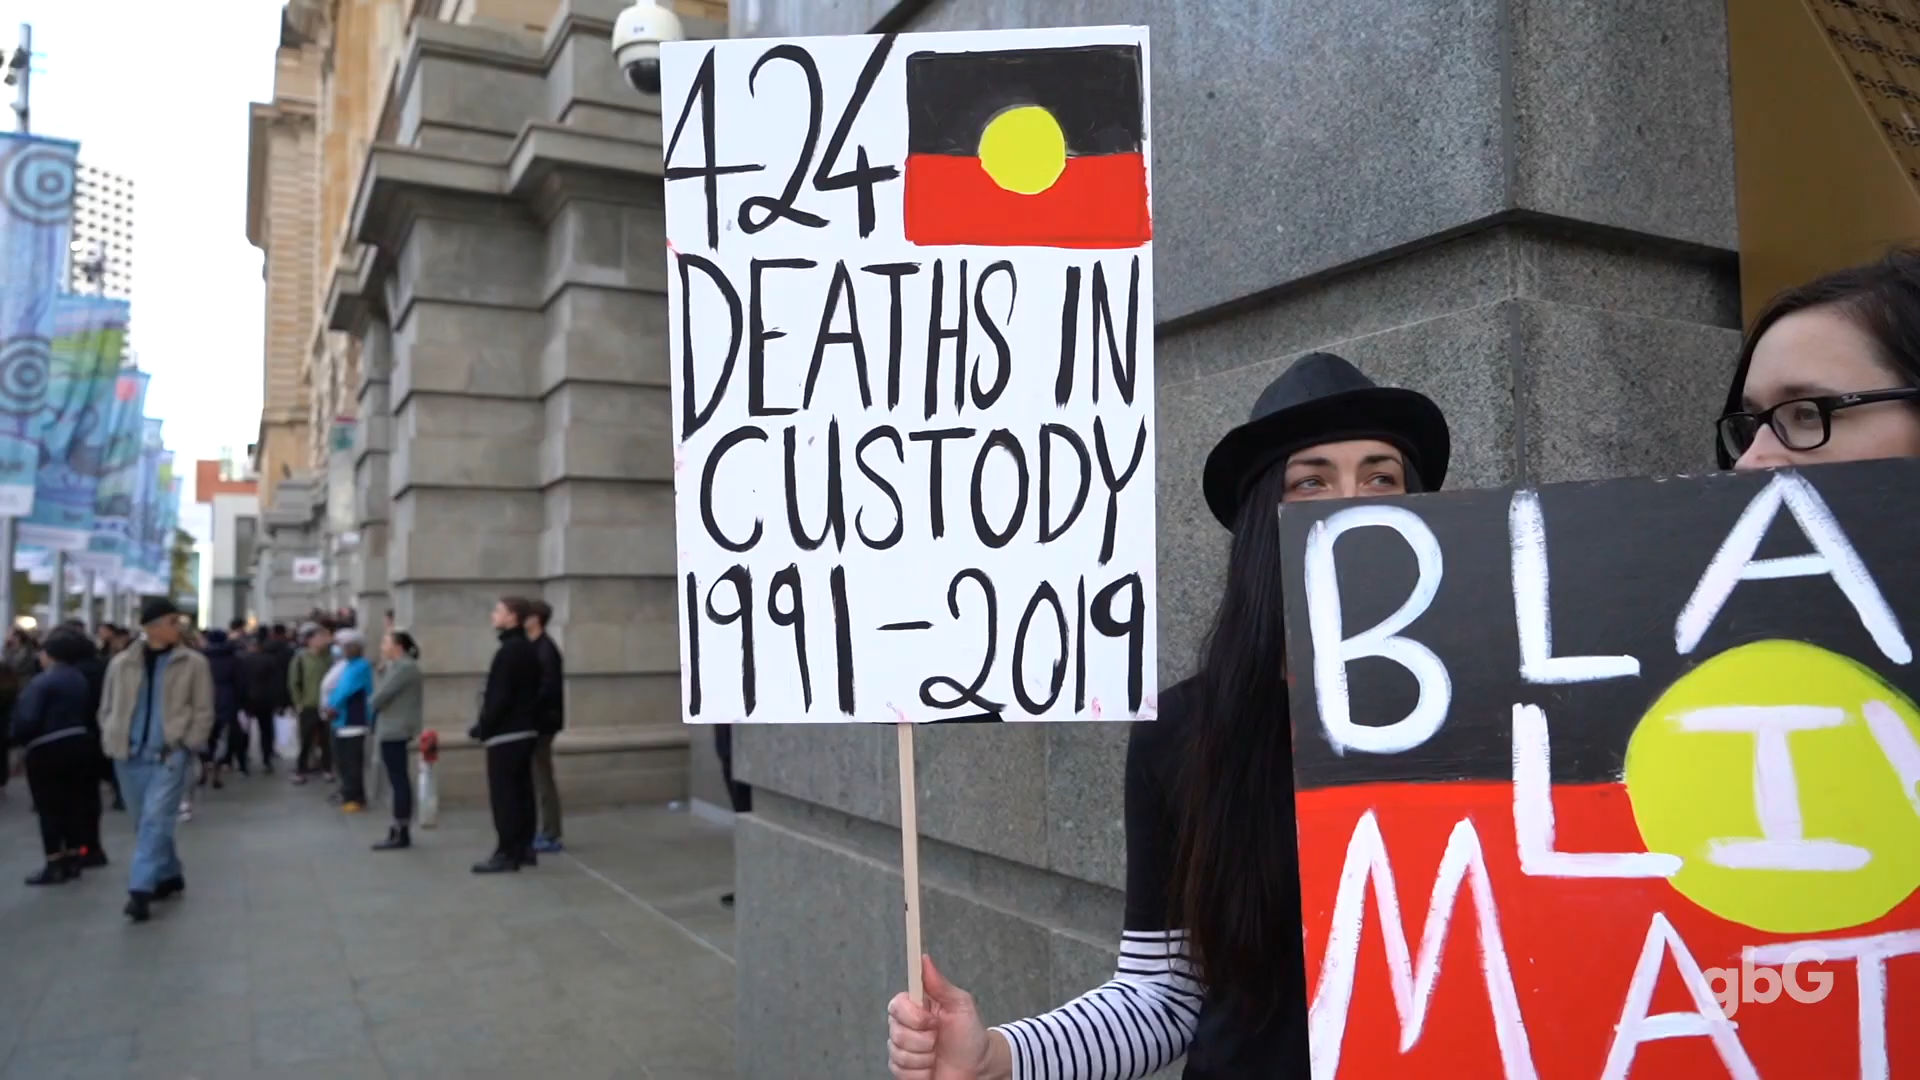 424
DEATHS IN
CUSTODY
1991-2019
BLA
LI
MAT
gbG